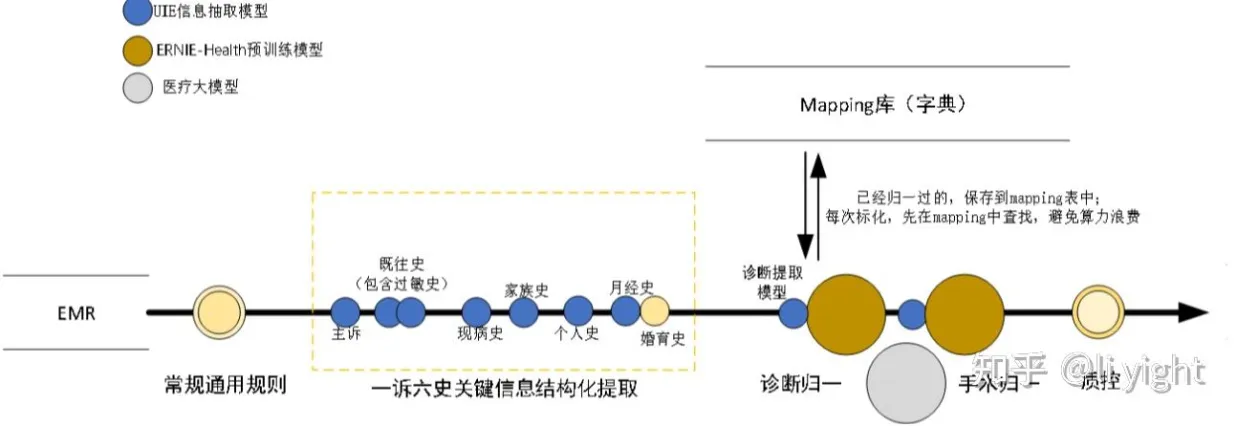 UIE信息抽取模型
ERNIE-Health预训练模型
医疗大模型
Mapping库（字典）
已经归一过的，保存到mapping表中；
每次标化，先在mapping中查找，避免算力浪费
EMR
常规通用规则
主诉
既往史
（包含过敏史）
现病史
家族史
个人史
月经史
婚育史
一诉六史关键信息结构化提取
诊断提取
模型
诊断归一
手术归一
质控
知乎 @li.yight